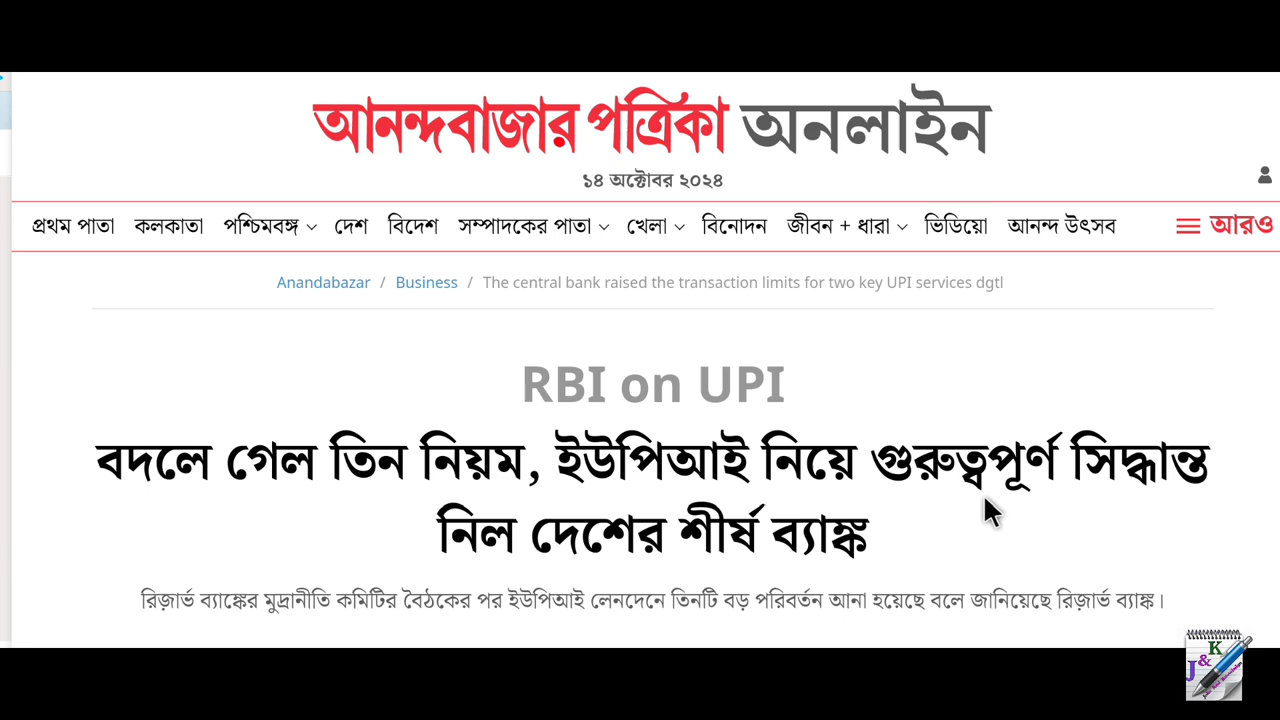 আনন্দবাজার পত্রিকা অনলাইন
১৪ অক্টোবর ২০২৪
প্রথম পাতা কলকাতা পশ্চিমবঙ্গ দেশ বিদেশ সম্পাদকের পাতা খেলা বিনোদন জীবন + ধারা ভিডিয়ো আনন্দ উৎসব আরও
Anandabazar / Business / The central bank raised the transaction limits for two key UPI services dgtl
RBI on UPI
বদলে গেল তিন নিয়ম, ইউপিআই নিয়ে গুরুত্বপূর্ণ সিদ্ধান্ত
নিল দেশের শীর্ষ ব্যাঙ্ক
রিজ়ার্ভ ব্যাঙ্কের মুদ্রানীতি কমিটির বৈঠকের পর ইউপিআই লেনদেনে তিনটি বড় পরিবর্তন আনা হয়েছে বলে জানিয়েছে রিজ়ার্ভ ব্যাঙ্ক।
J&K